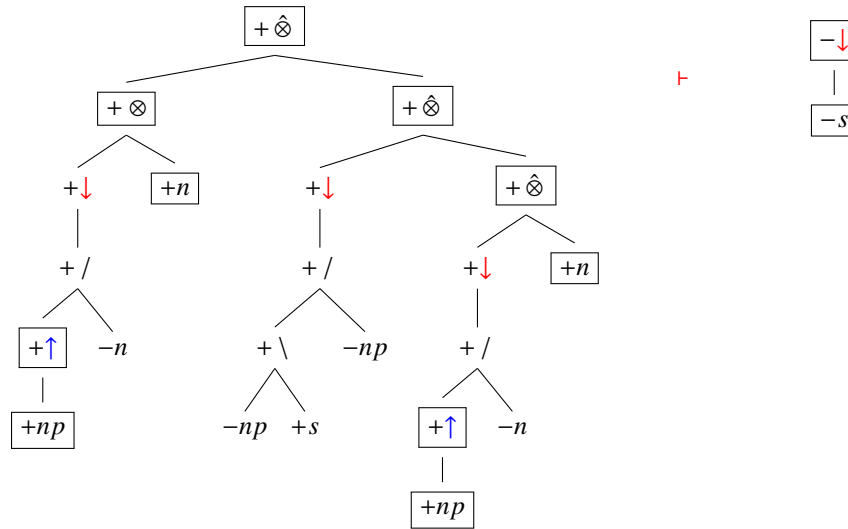 + ⊗̂
⊢
−↓
−s
+ ⊗ + ⊗̂
+↓ +n +↓ + ⊗̂
+ / + / +↓ +n
+↑ −n + \ −np + /
+np −np +s +↑ −n
+np